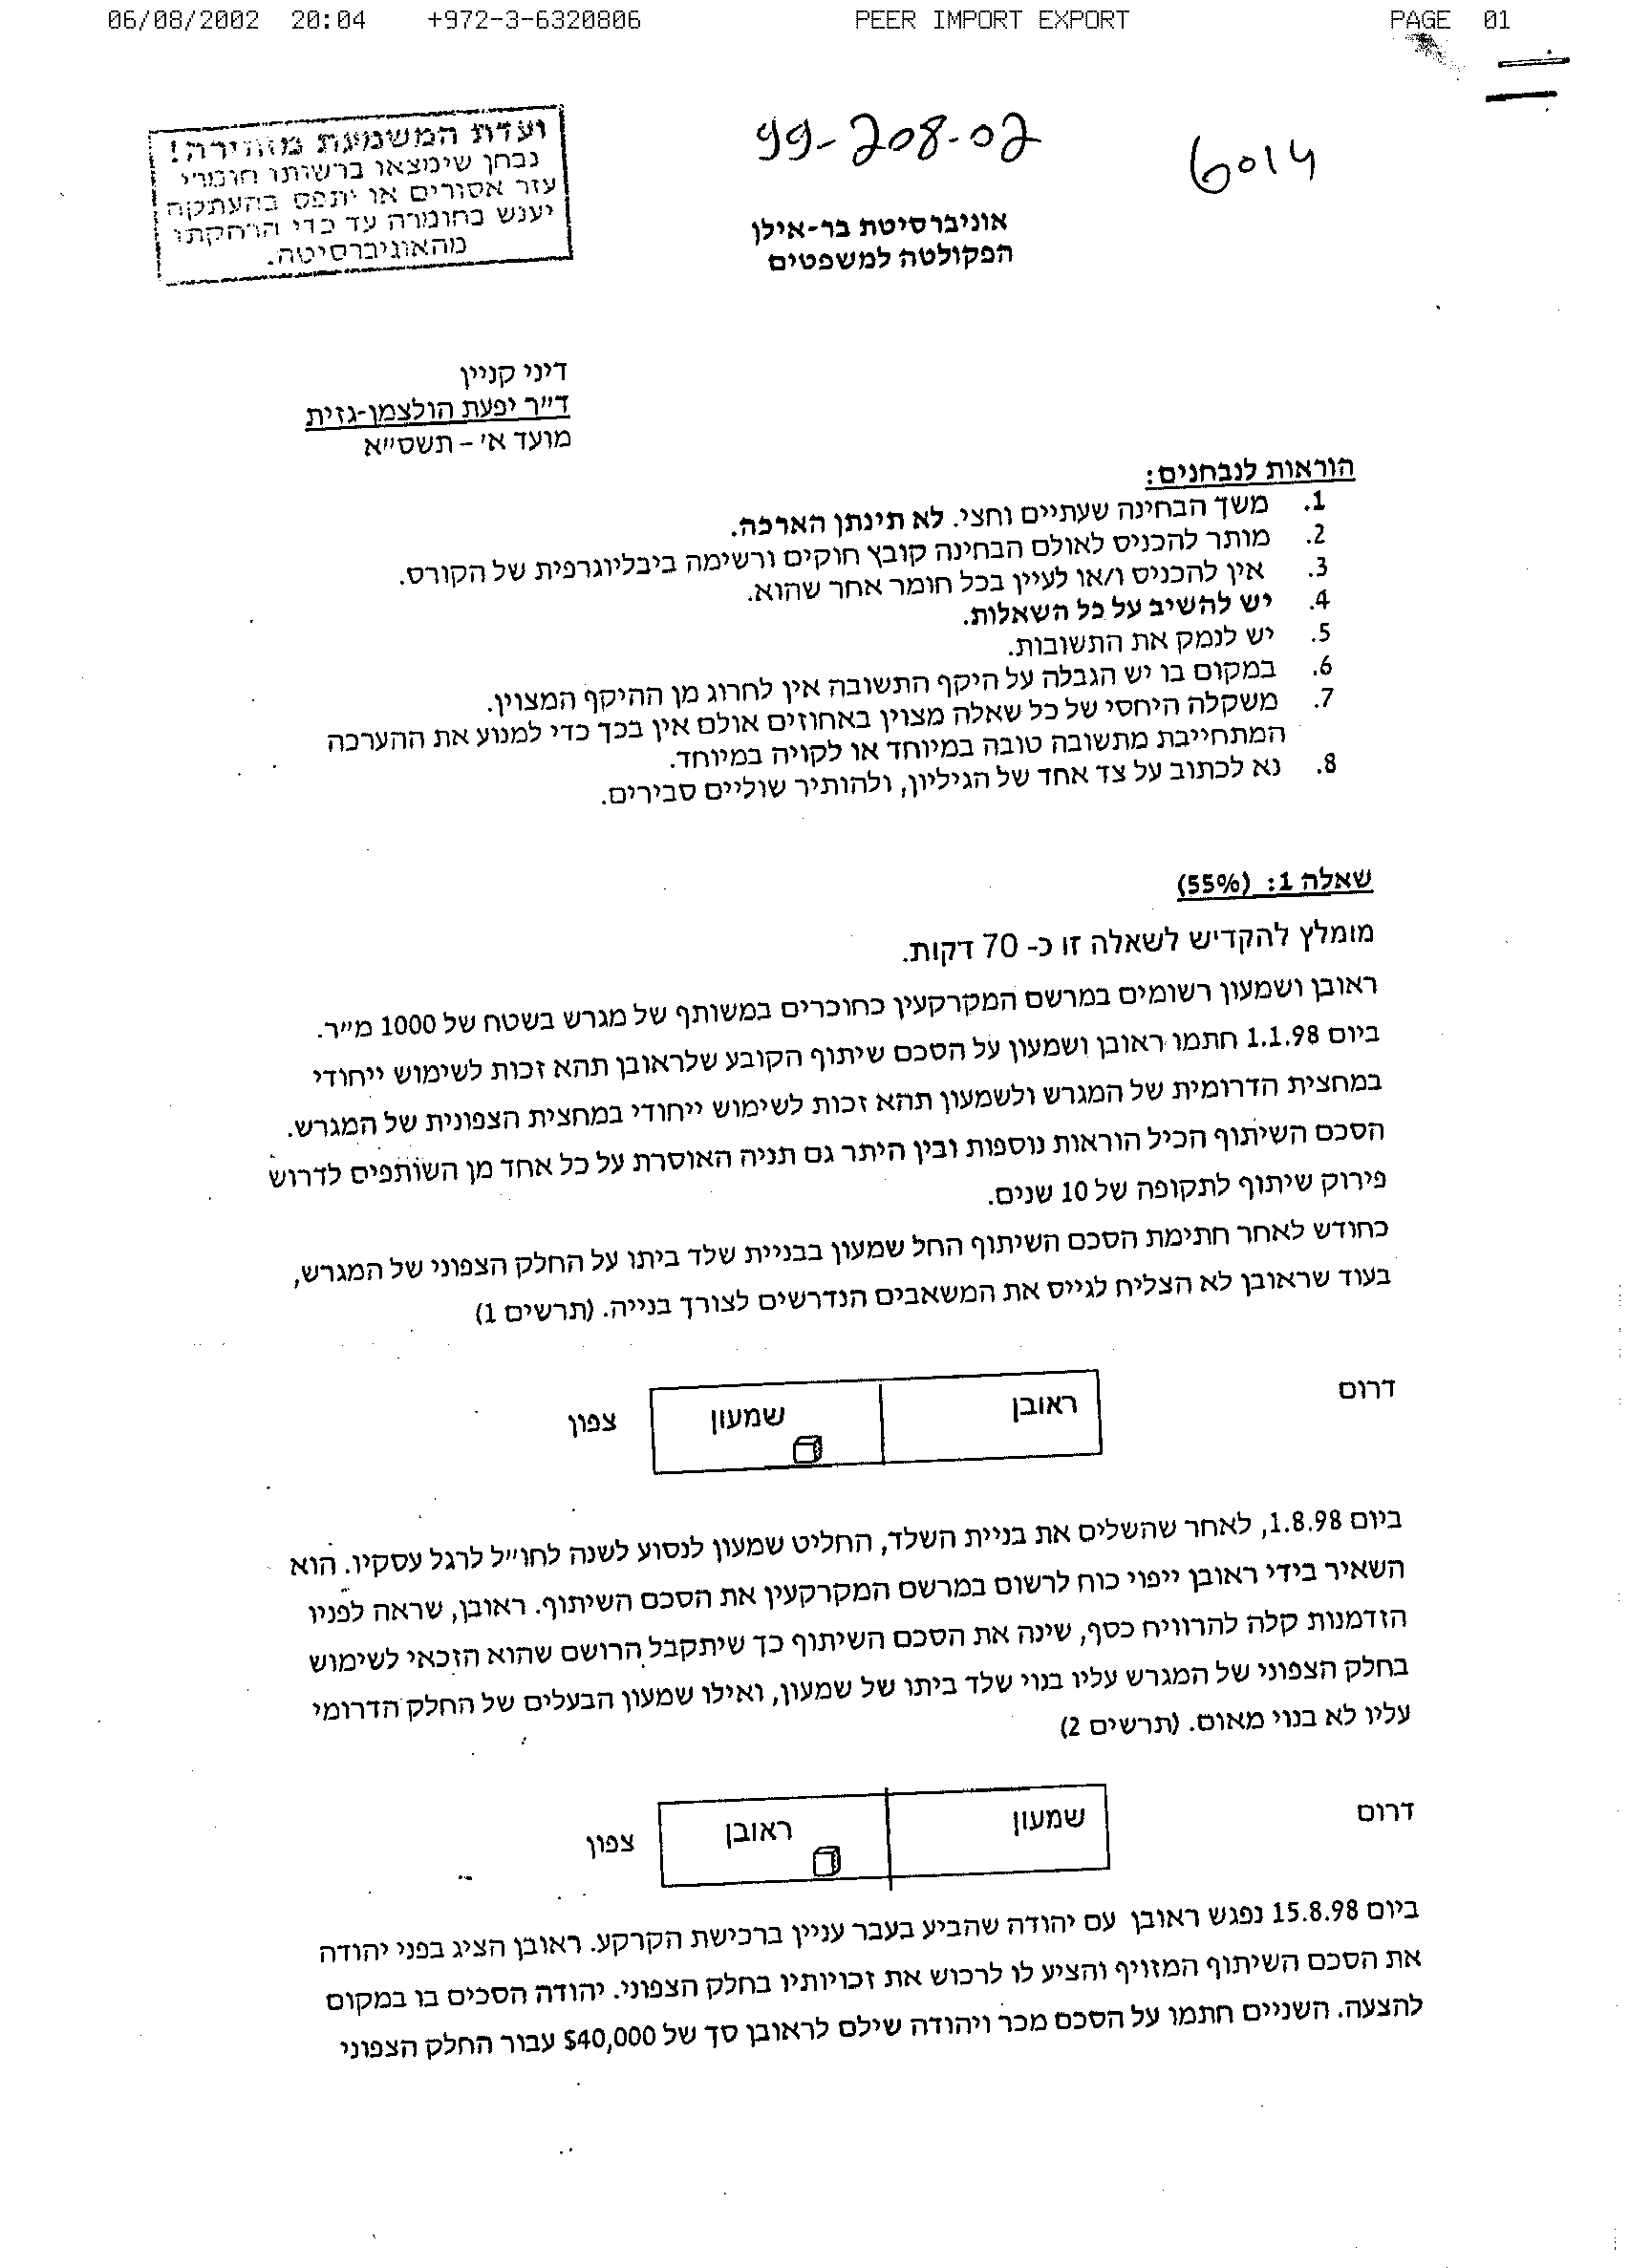 06/08/2002 20:04 +972-3-6320806 PEER IMPORT EXPORT PAGE 01
ועדת המשמעת מזהירה!
נבחן שימצאו ברשותו חומרי
עזר אסורים או יתפס בהעתקה
יענש בחומרה עד כדי הרחקתו
מהאוניברסיטה.
99-208-02
6014
אוניברסיטת בר-אילן
הפקולטה למשפטים
דיני קניין
ד״ר יפעת הולצמן-גזית
מועד א׳ – תשס״א
הוראות לנבחנים:
1. משך הבחינה שעתיים וחצי. לא תינתן הארכה.
2. מותר להכניס לאולם הבחינה קובץ חוקים ורשימה ביבליוגרפית של הקורס.
3. אין להכניס ו/או לעיין בכל חומר אחר שהוא.
4. יש להשיב על כל השאלות.
5. יש לנמק את התשובות.
6. במקום בו יש הגבלה על היקף התשובה אין לחרוג מן ההיקף המצוין.
7. משקלה היחסי של כל שאלה מצוין באחוזים אולם אין בכך כדי למנוע את ההערכה
המתחייבת מתשובה טובה במיוחד או לקויה במיוחד.
8. נא לכתוב על צד אחד של הגיליון, ולהותיר שוליים סבירים.
שאלה 1: (55%)
מומלץ להקדיש לשאלה זו כ- 70 דקות.
ראובן ושמעון רשומים במרשם המקרקעין כחוכרים במשותף של מגרש בשטח של 1000 מ״ר.
ביום 1.1.98 חתמו ראובן ושמעון על הסכם שיתוף הקובע שלראובן תהא זכות לשימוש ייחודי
במחצית הדרומית של המגרש ולשמעון תהא זכות לשימוש ייחודי במחצית הצפונית של המגרש.
הסכם השיתוף הכיל הוראות נוספות ובין היתר גם תניה האוסרת על כל אחד מן השותפים לדרוש
פירוק שיתוף לתקופה של 10 שנים.
כחודש לאחר חתימת הסכם השיתוף החל שמעון בבניית שלד ביתו על החלק הצפוני של המגרש,
בעוד שראובן לא הצליח לגייס את המשאבים הנדרשים לצורך בנייה. (תרשים 1)
דרום ראובן שמעון צפון
ביום 1.8.98, לאחר שהשלים את בניית השלד, החליט שמעון לנסוע לשנה לחו״ל לרגל עסקיו. הוא
השאיר בידי ראובן ייפוי כוח לרשום במרשם המקרקעין את הסכם השיתוף. ראובן, שראה לפניו
הזדמנות קלה להרוויח כסף, שינה את הסכם השיתוף כך שיתקבל הרושם שהוא הזכאי לשימוש
בחלק הצפוני של המגרש עליו בנוי שלד ביתו של שמעון, ואילו שמעון הבעלים של החלק הדרומי
עליו לא בנוי מאום. (תרשים 2)
דרום שמעון ראובן צפון
ביום 15.8.98 נפגש ראובן עם יהודה שהביע בעבר עניין ברכישת הקרקע. ראובן הציג בפני יהודה
את הסכם השיתוף המזויף והציע לו לרכוש את זכויותיו בחלק הצפוני. יהודה הסכים בו במקום
להצעה. השניים חתמו על הסכם מכר ויהודה שילם לראובן סך של $40,000 עבור החלק הצפוני